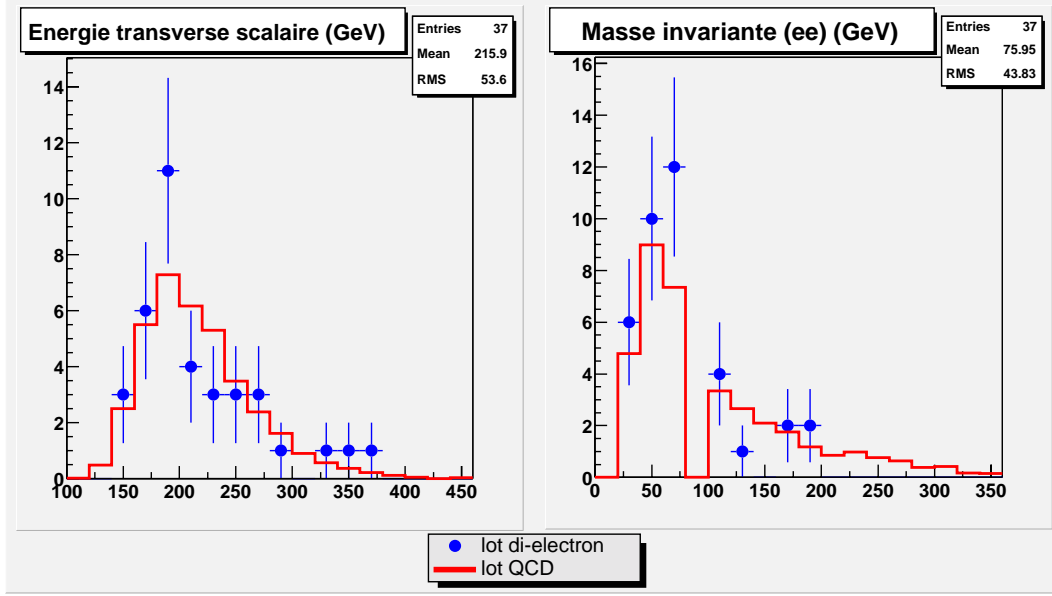 Energie transverse scalaire (GeV)
Entries 37
Mean 215.9
RMS 53.6
14
12
10
8
6
4
2
0
100 150 200 250 300 350 400 450
Masse invariante (ee) (GeV)
Entries 37
Mean 75.95
RMS 43.83
16
14
12
10
8
6
4
2
0
0 50 100 150 200 250 300 350
lot di-electron
lot QCD